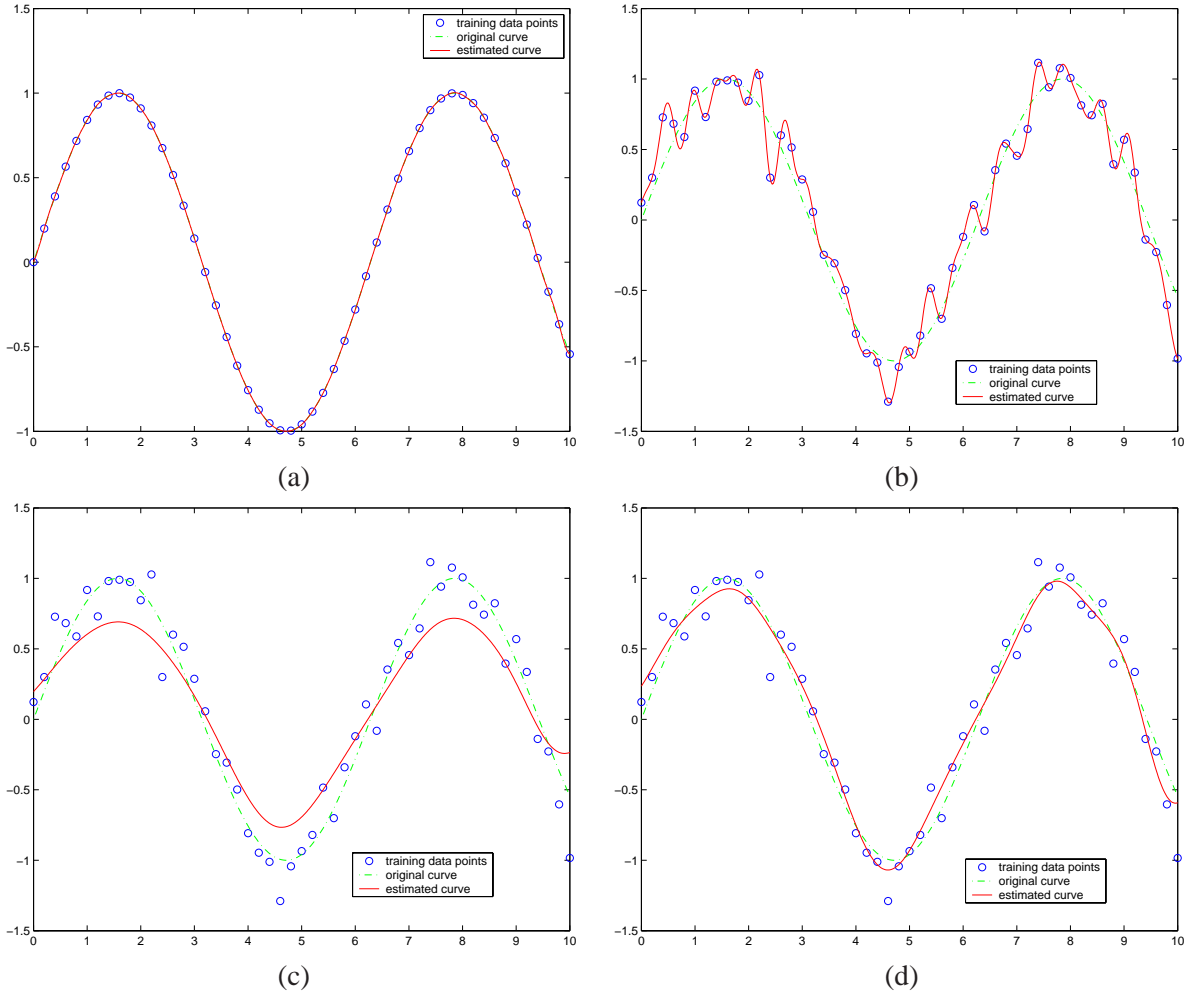 1.5
1
0.5
0
−0.5
−1
0 1 2 3 4 5 6 7 8 9 10
training data points
original curve
estimated curve
(a)
1.5
1
0.5
0
−0.5
−1
−1.5
0 1 2 3 4 5 6 7 8 9 10
training data points
original curve
estimated curve
(b)
1.5
1
0.5
0
−0.5
−1
−1.5
0 1 2 3 4 5 6 7 8 9 10
training data points
original curve
estimated curve
(c)
1.5
1
0.5
0
−0.5
−1
−1.5
0 1 2 3 4 5 6 7 8 9 10
training data points
original curve
estimated curve
(d)